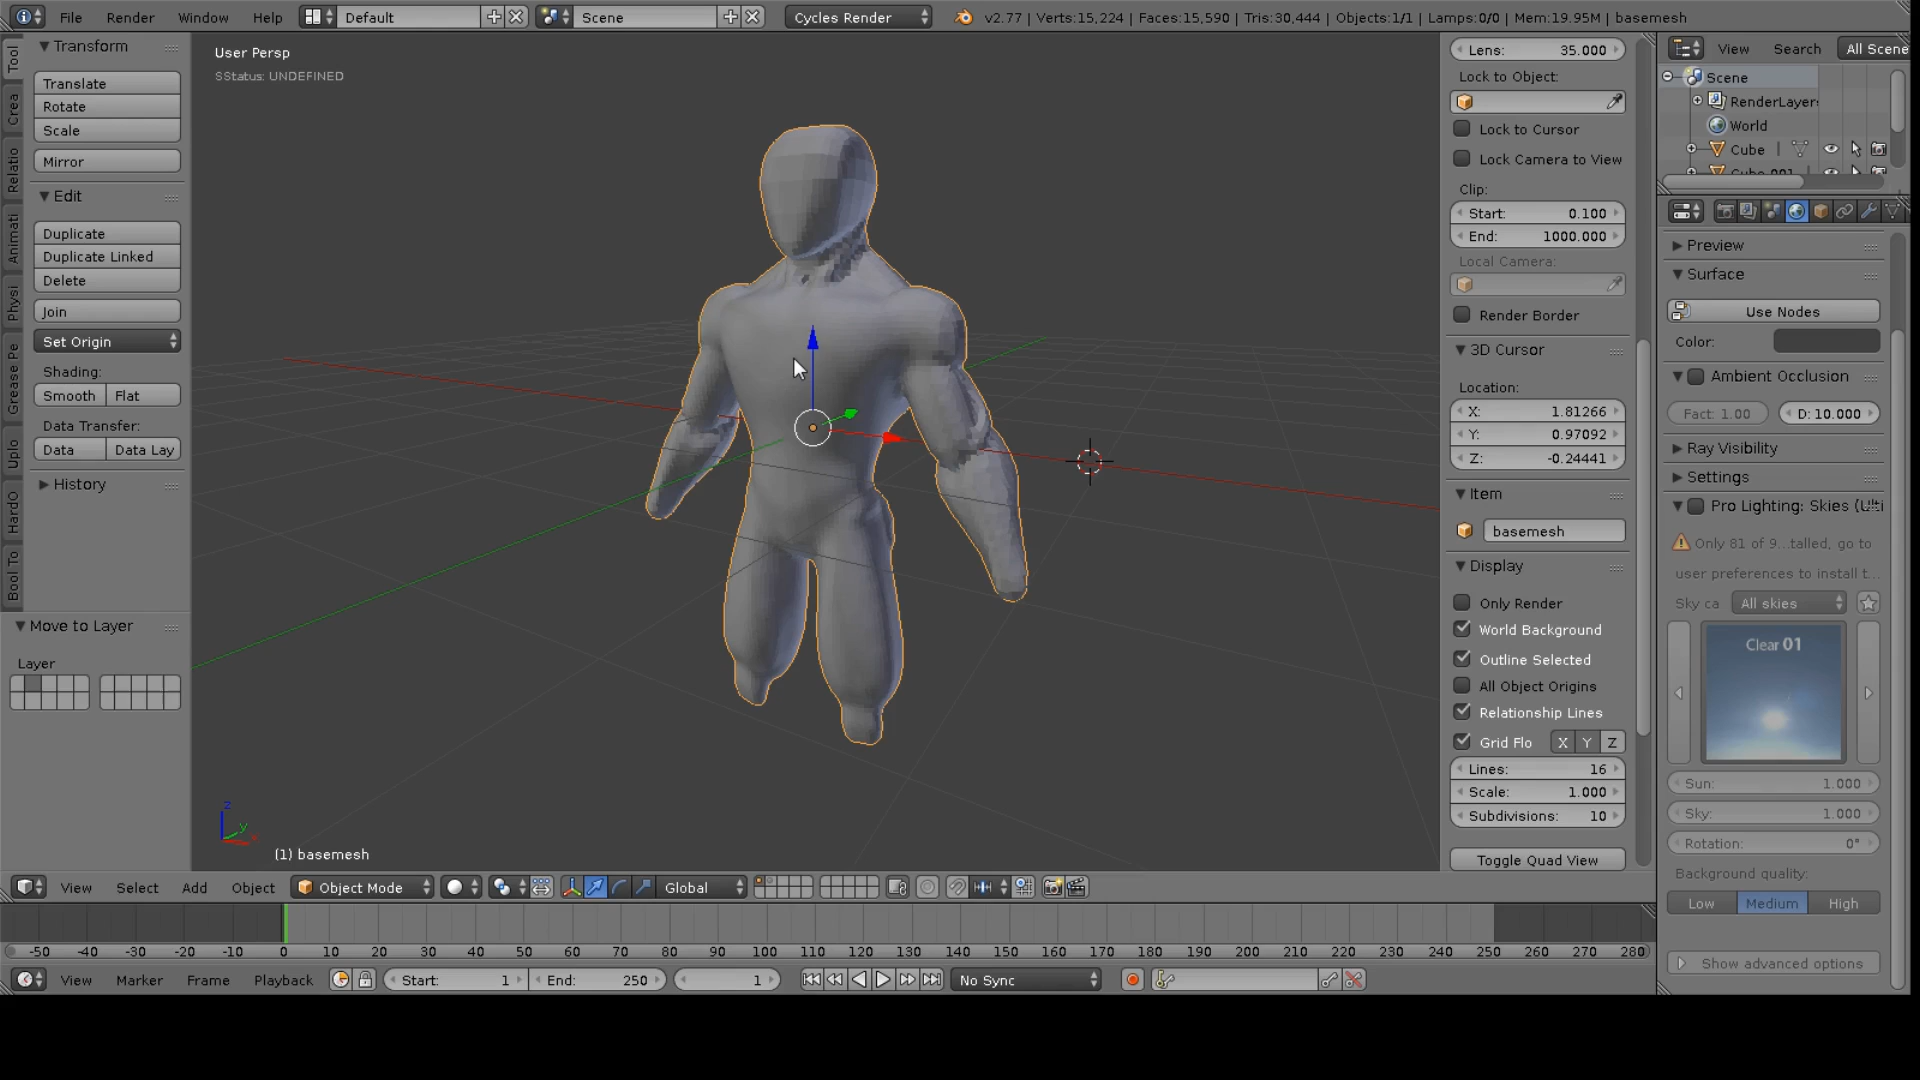 File Render Window Help Default Scene Cycles Render v2.77 | Verts:15,224 | Faces:15,590 | Tris:30,444 | Objects:1/1 | Lamps:0/0 | Mem:19.95M | basemesh
Tool
Crea
Relatio
Animati
Physi
Grease Pe
Uplo
HardO
Bool To
Transform
Translate
Rotate
Scale
Mirror
Edit
Duplicate
Duplicate Linked
Delete
Join
Set Origin
Shading:
Smooth Flat
Data Transfer:
Data Data Lay
History
Move to Layer
Layer
User Persp
SStatus: UNDEFINED
z
y
x
(1) basemesh
Lens: 35.000
Lock to Object:
Lock to Cursor
Lock Camera to View
Clip:
Start: 0.100
End: 1000.000
Local Camera:
Render Border
3D Cursor
Location:
X: 1.81266
Y: 0.97092
Z: -0.24441
Item
basemesh
Display
Only Render
World Background
Outline Selected
All Object Origins
Relationship Lines
Grid Flo X Y Z
Lines: 16
Scale: 1.000
Subdivisions: 10
Toggle Quad View
View Search All Scene
Scene
RenderLayer
World
Cube
Preview
Surface
Use Nodes
Color:
Ambient Occlusion
Fact: 1.00 D: 10.000
Ray Visibility
Settings
Pro Lighting: Skies (Ulti
Only 81 of 9...talled, go to
user preferences to install t...
Sky ca All skies
Clear 01
Sun: 1.000
Sky: 1.000
Rotation: 0°
Background quality:
Low Medium High
Show advanced options
View Select Add Object Object Mode Global
-50 -40 -30 -20 -10 0 10 20 30 40 50 60 70 80 90 100 110 120 130 140 150 160 170 180 190 200 210 220 230 240 250 260 270 280
View Marker Frame Playback Start: 1 End: 250 1 No Sync